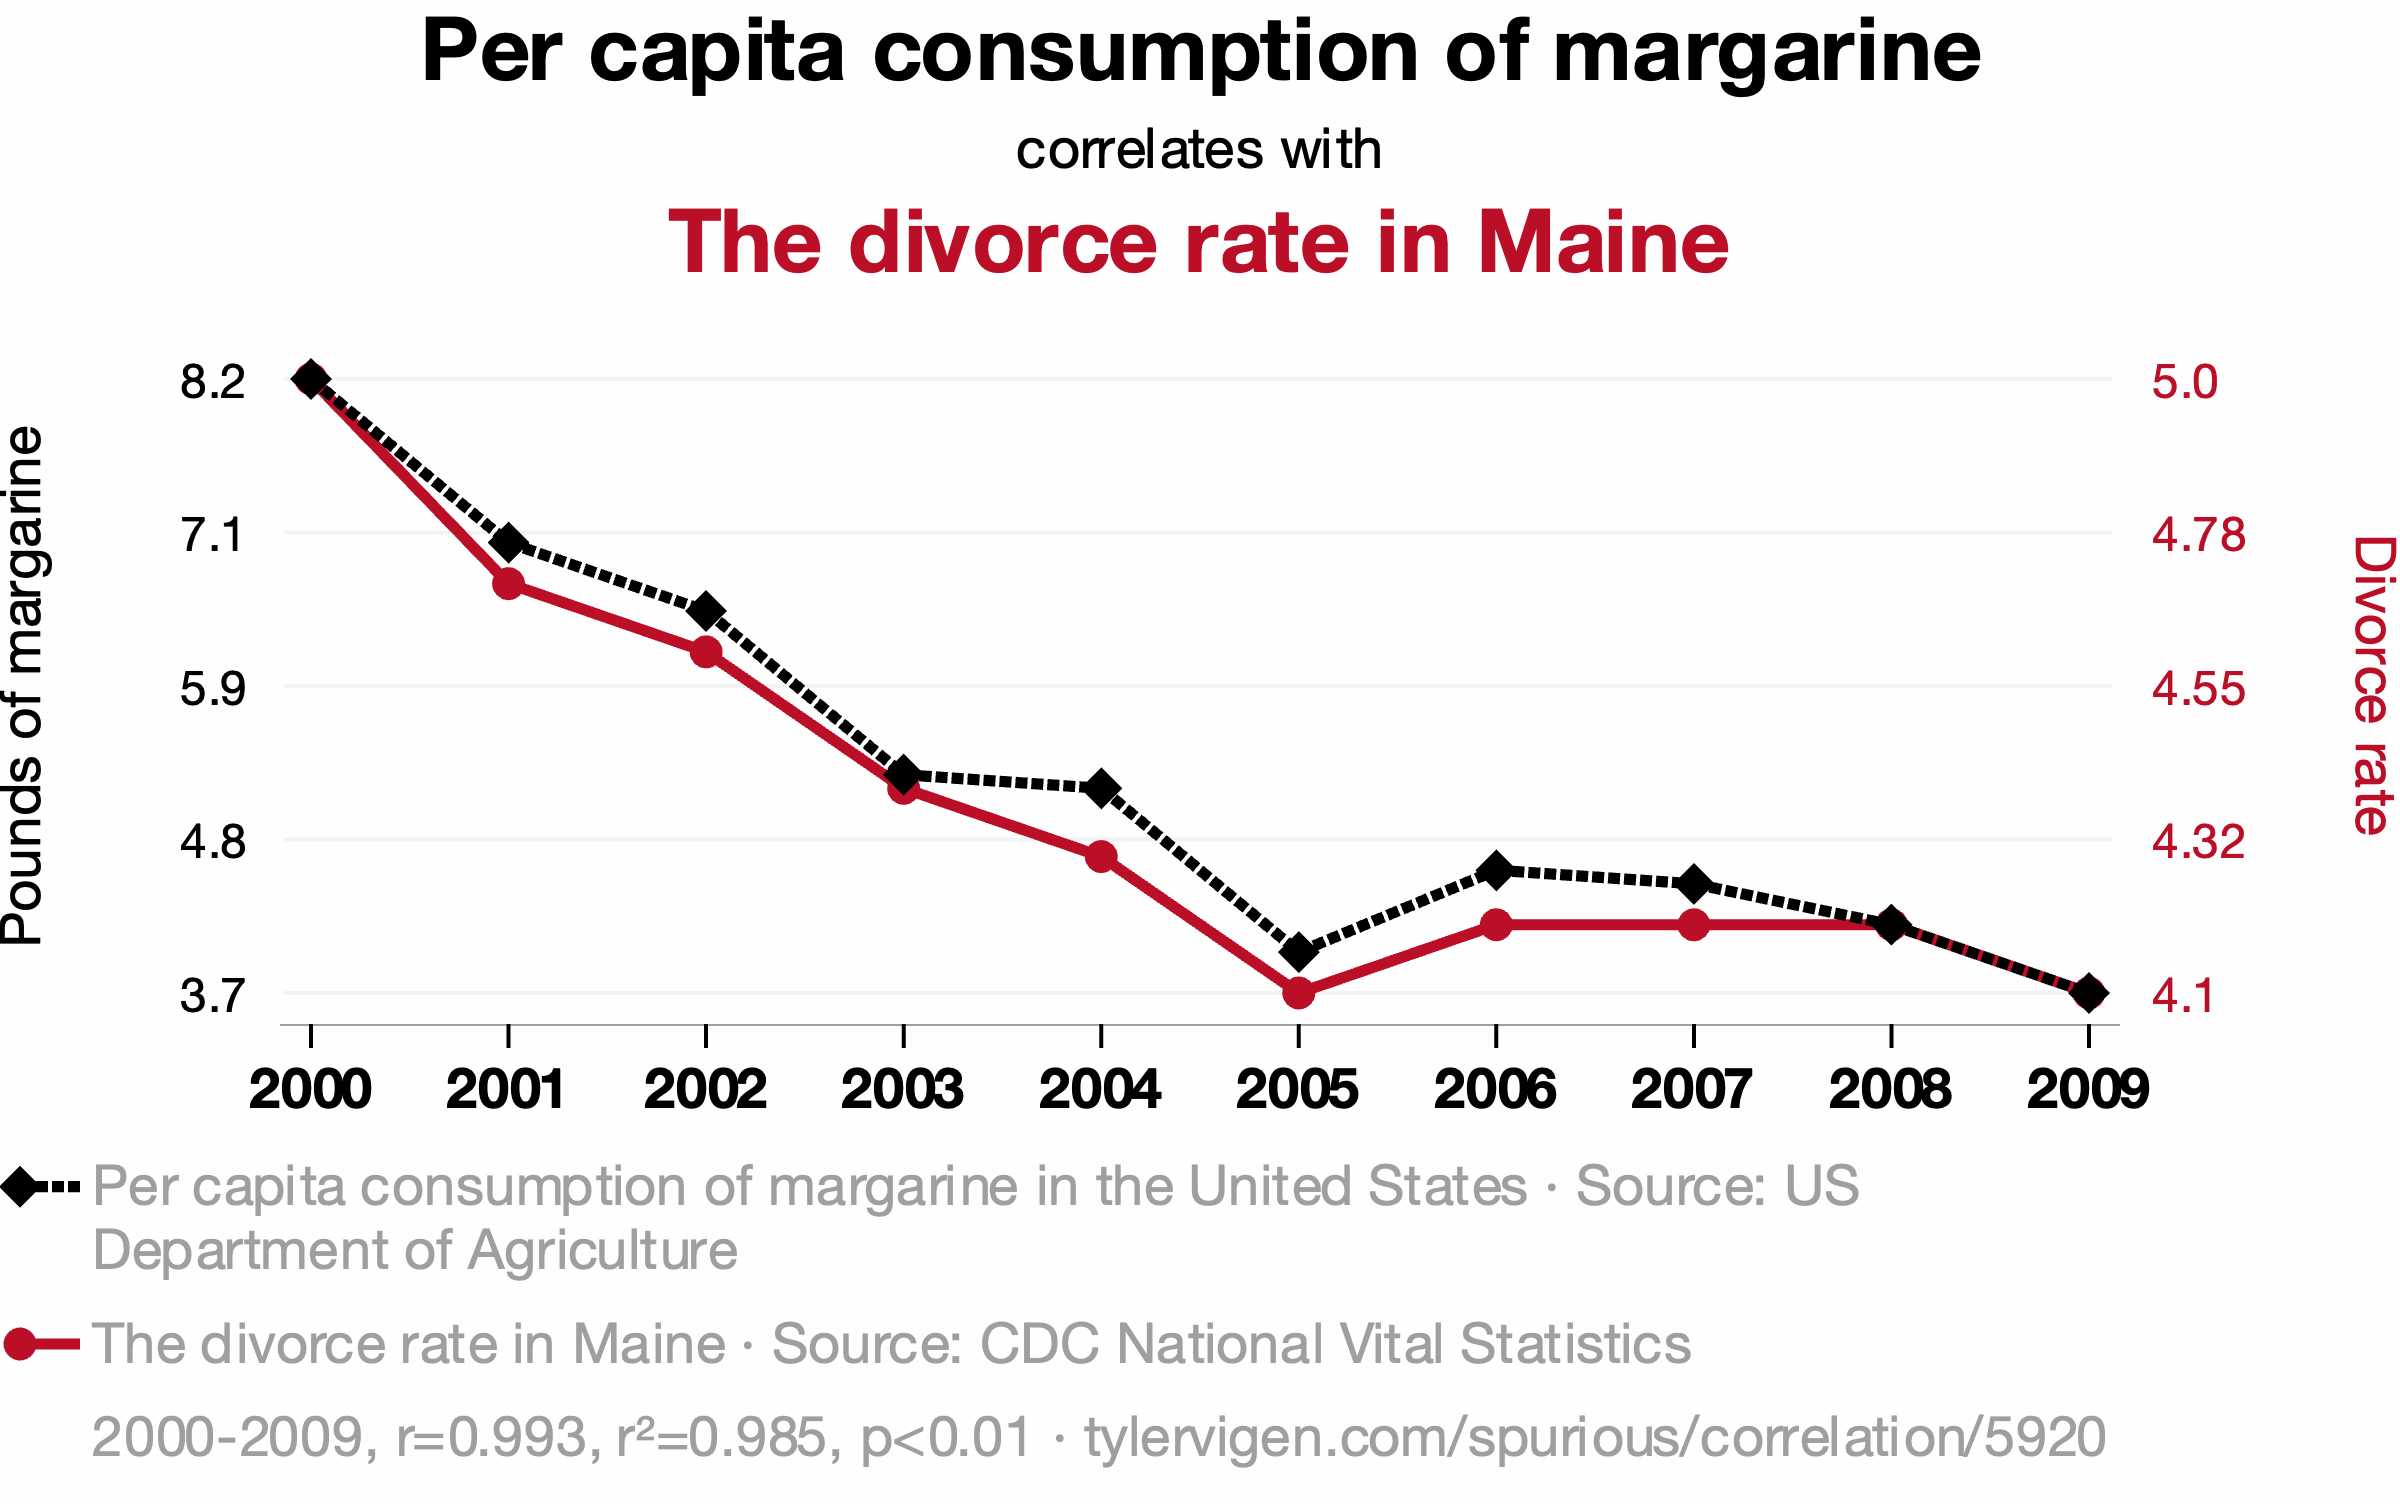 Per capita consumption of margarine
correlates with
The divorce rate in Maine
Pounds of margarine
8.2
7.1
5.9
4.8
3.7
5.0
4.78
4.55
4.32
4.1
Divorce rate
2000 2001 2002 2003 2004 2005 2006 2007 2008 2009
Per capita consumption of margarine in the United States · Source: US
Department of Agriculture
The divorce rate in Maine · Source: CDC National Vital Statistics
2000-2009, r=0.993, r²=0.985, p<0.01 · tylervigen.com/spurious/correlation/5920